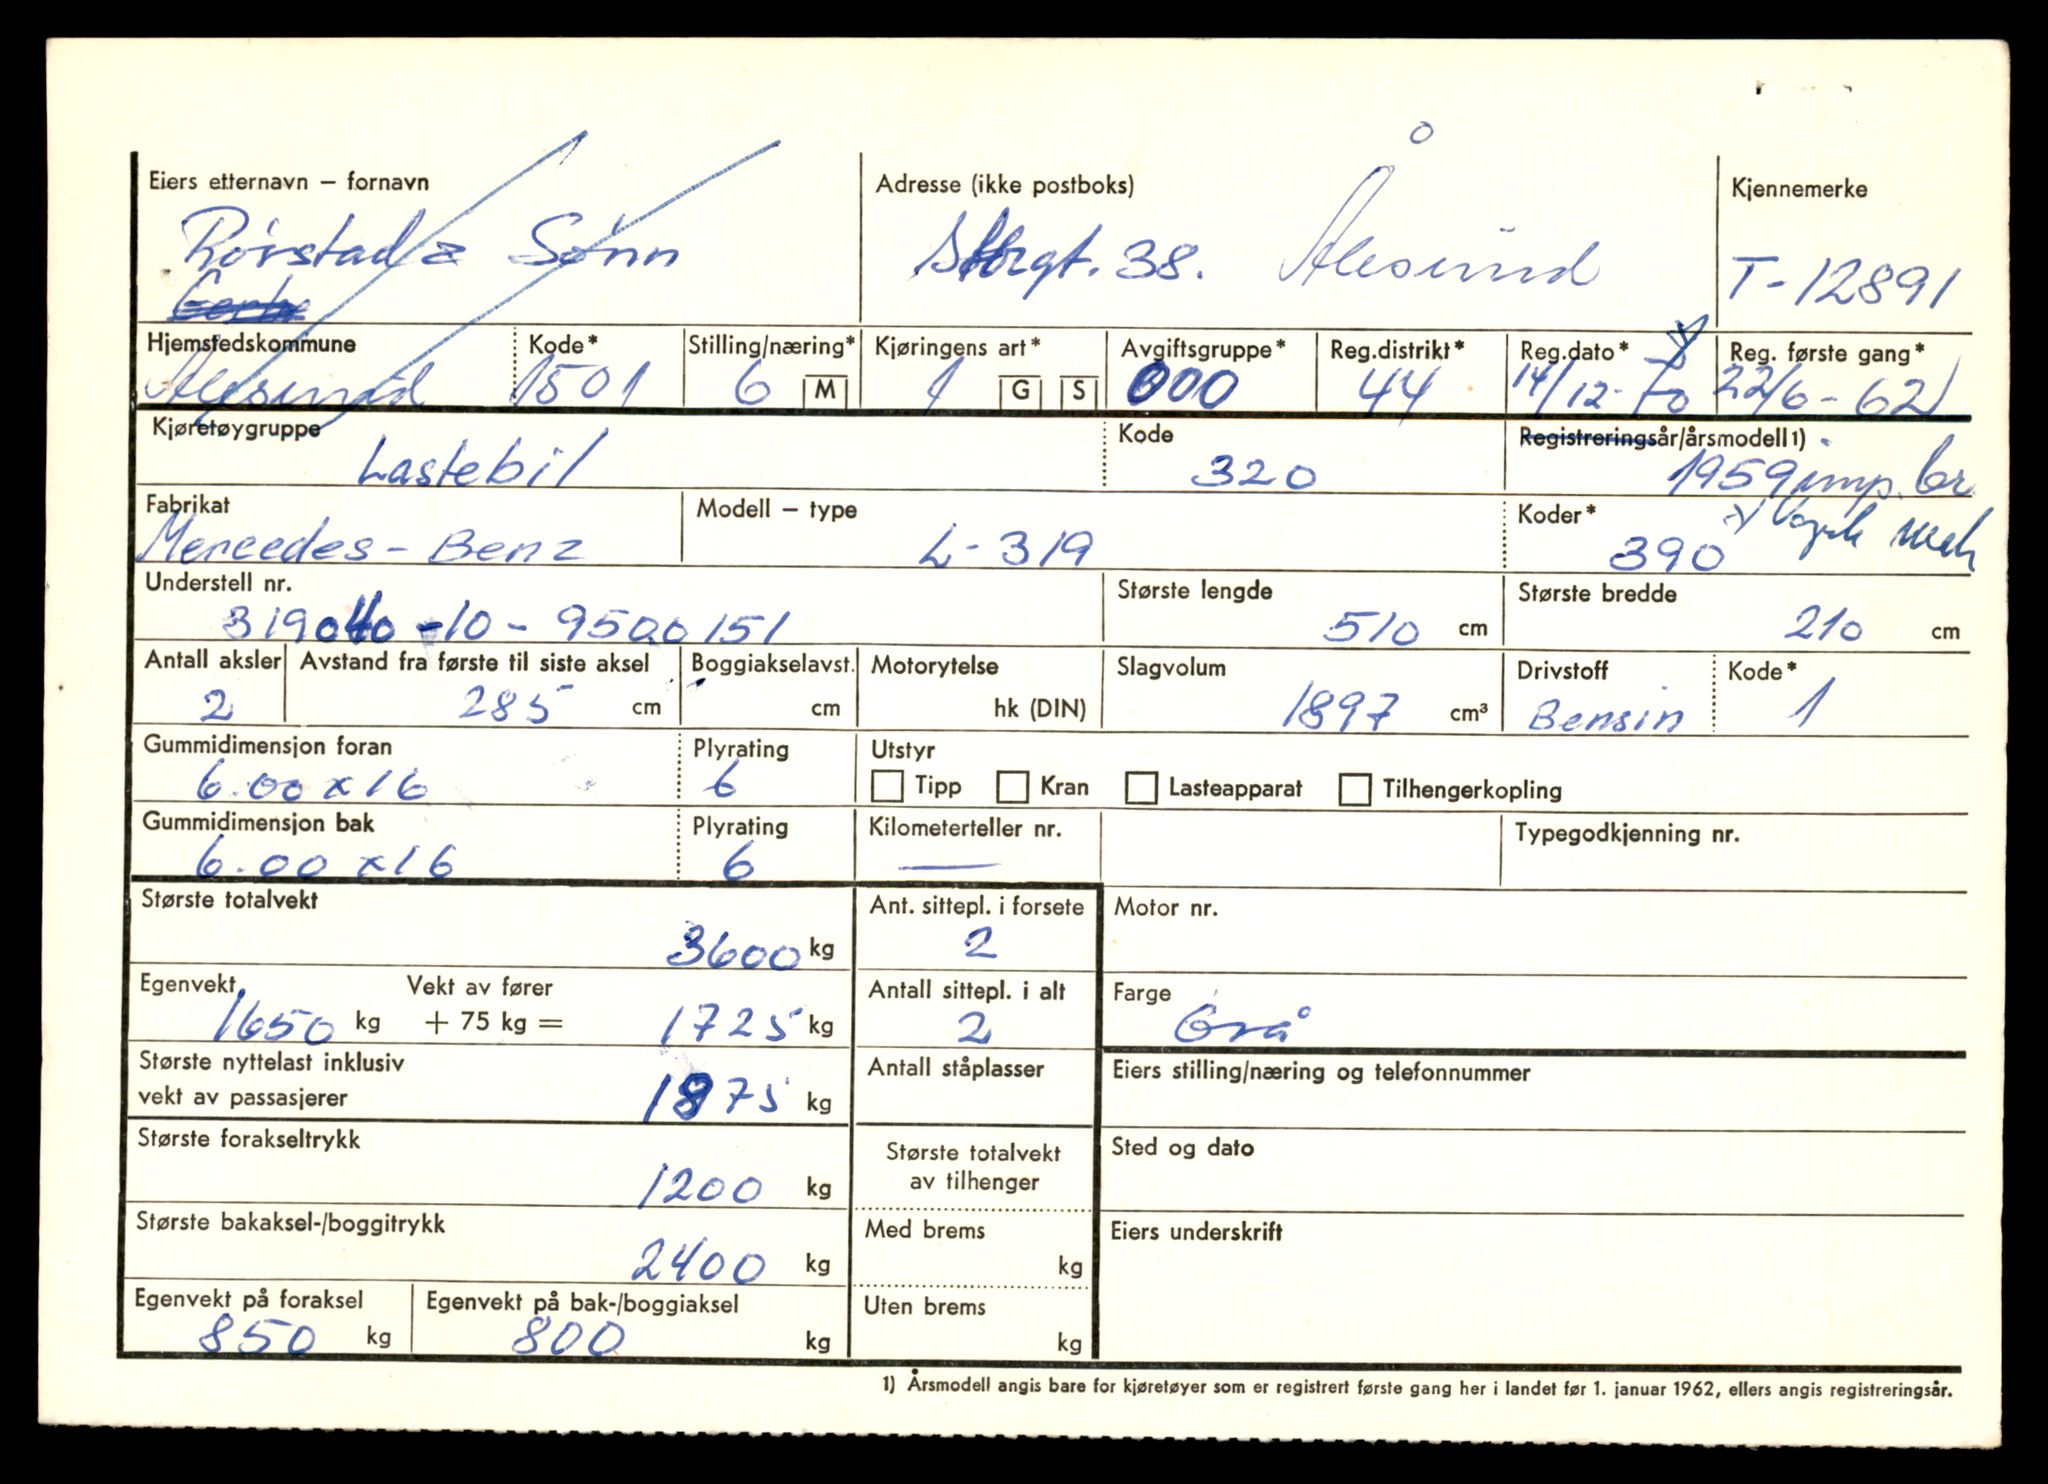 Eiers etternavn – fornavn Adresse (ikke postboks) Kjennemerke
Rørstad & Sønn Storgt. 38. Ålesund T-12891
Hjemstedskommune Kode* Stilling/næring* Kjøringens art* Avgiftsgruppe* Reg.distrikt* Reg.dato* Reg. første gang*
Ålesund 1501 6 M 1 G S 000 44 14/12-70 22/6-62
Kjøretøygruppe Kode Registreringsår/årsmodell 1)
Lastebil 320 1959 imp. br.
Fabrikat Modell – type Koder*
Mercedes-Benz L-319 390
Understell nr. Største lengde Største bredde
319040-10-9500151 510 cm 210 cm
Antall aksler Avstand fra første til siste aksel Boggiakselavst. Motorytelse Slagvolum Drivstoff Kode*
2 285 cm cm hk (DIN) 1897 cm³ Bensin 1
Gummidimensjon foran Plyrating Utstyr
6.00 x 16 6 Tipp Kran Lasteapparat Tilhengerkopling
Gummidimensjon bak Plyrating Kilometerteller nr. Typegodkjenning nr.
6.00 x 16 6 —
Største totalvekt Ant. sittepl. i forsete Motor nr.
3600 kg 2
Egenvekt Vekt av fører Antall sittepl. i alt Farge
1650 kg + 75 kg = 1725 kg 2 Grå
Største nyttelast inklusiv Antall ståplasser Eiers stilling/næring og telefonnummer
vekt av passasjerer 1875 kg
Største forakseltrykk Største totalvekt Sted og dato
1200 kg av tilhenger
Største bakaksel-/boggitrykk Med brems Eiers underskrift
2400 kg kg
Egenvekt på foraksel Egenvekt på bak-/boggiaksel Uten brems
850 kg 800 kg kg
1) Årsmodell angis bare for kjøretøyer som er registrert første gang her i landet før 1. januar 1962, ellers angis registreringsår.